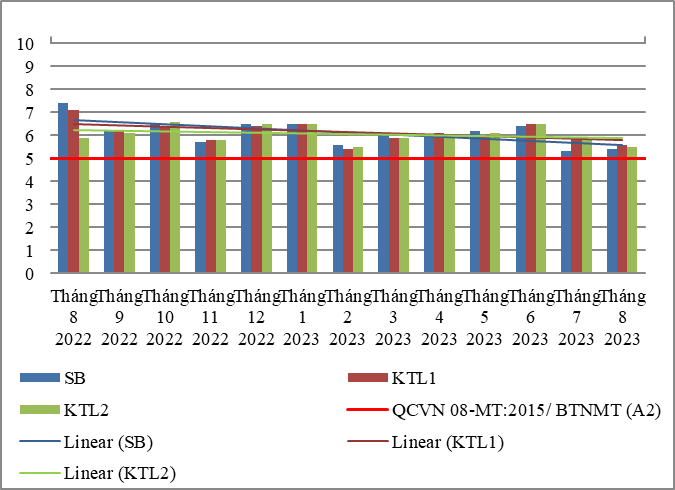 10
9
8
7
6
5
4
3
2
1
0
Tháng Tháng Tháng Tháng Tháng Tháng Tháng Tháng Tháng Tháng Tháng Tháng Tháng
8 9 10 11 12 1 2 3 4 5 6 7 8
2022 2022 2022 2022 2022 2023 2023 2023 2023 2023 2023 2023 2023
SB KTL1
KTL2 QCVN 08-MT:2015/ BTNMT (A2)
Linear (SB) Linear (KTL1)
Linear (KTL2)